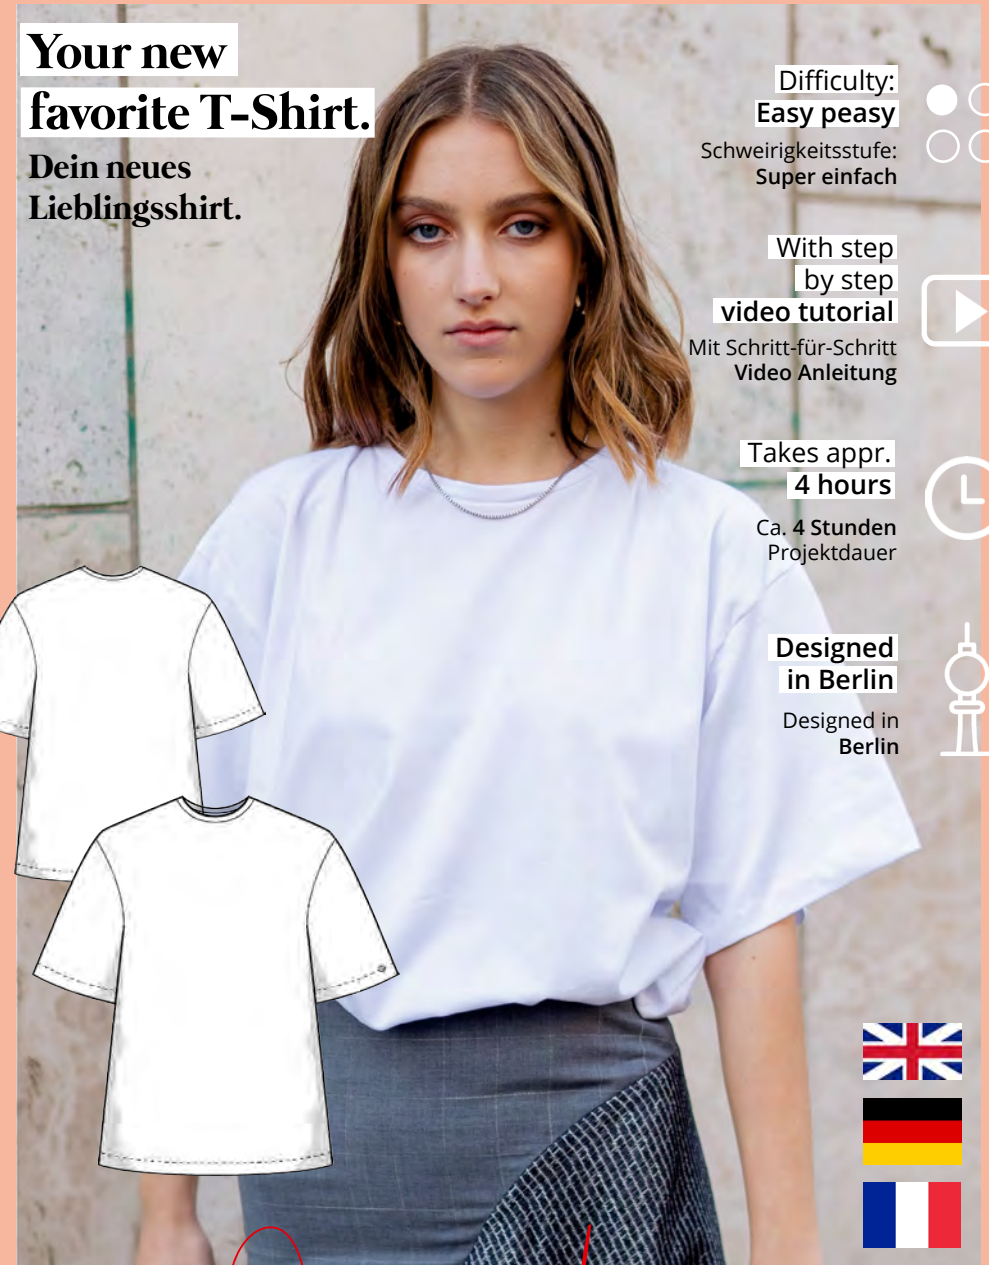 Your new
favorite T-Shirt.
Dein neues
Lieblingsshirt.
Difficulty:
Easy peasy
Schweirigkeitsstufe:
Super einfach
With step
by step
video tutorial
Mit Schritt-für-Schritt
Video Anleitung
Takes appr.
4 hours
Ca. 4 Stunden
Projektdauer
Designed
in Berlin
Designed in
Berlin